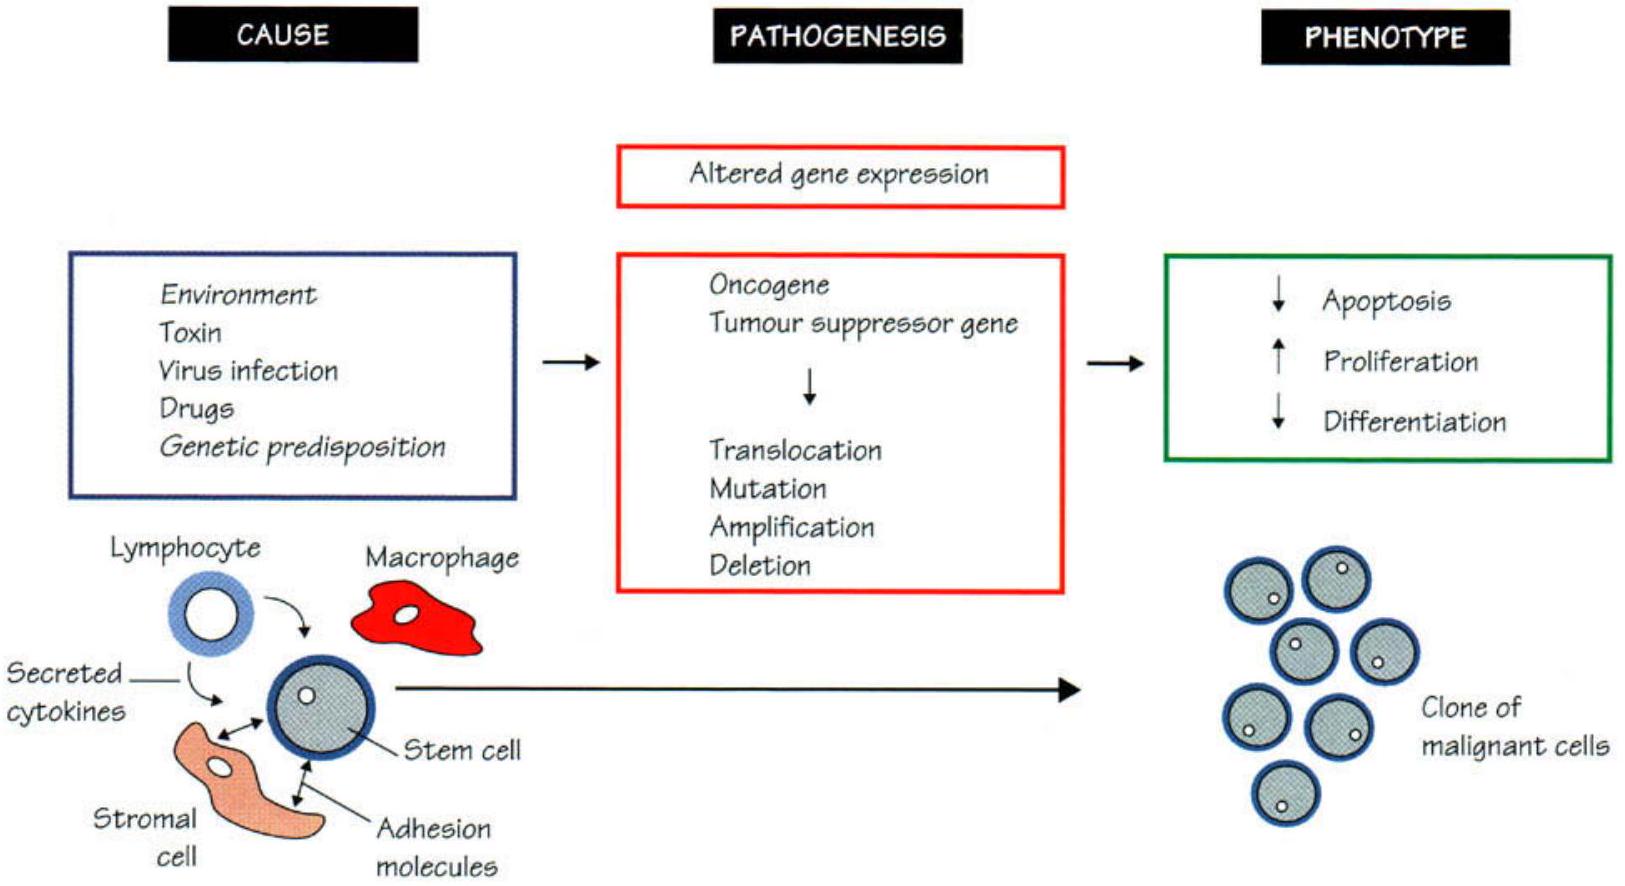 CAUSE
PATHOGENESIS
PHENOTYPE
Altered gene expression
Environment
Toxin
Virus infection
Drugs
Genetic predisposition
Oncogene
Tumour suppressor gene
Translocation
Mutation
Amplification
Deletion
↓ Apoptosis
↑ Proliferation
↓ Differentiation
Lymphocyte
Macrophage
Secreted
cytokines
Stem cell
Stromal
cell
Adhesion
molecules
Clone of
malignant cells